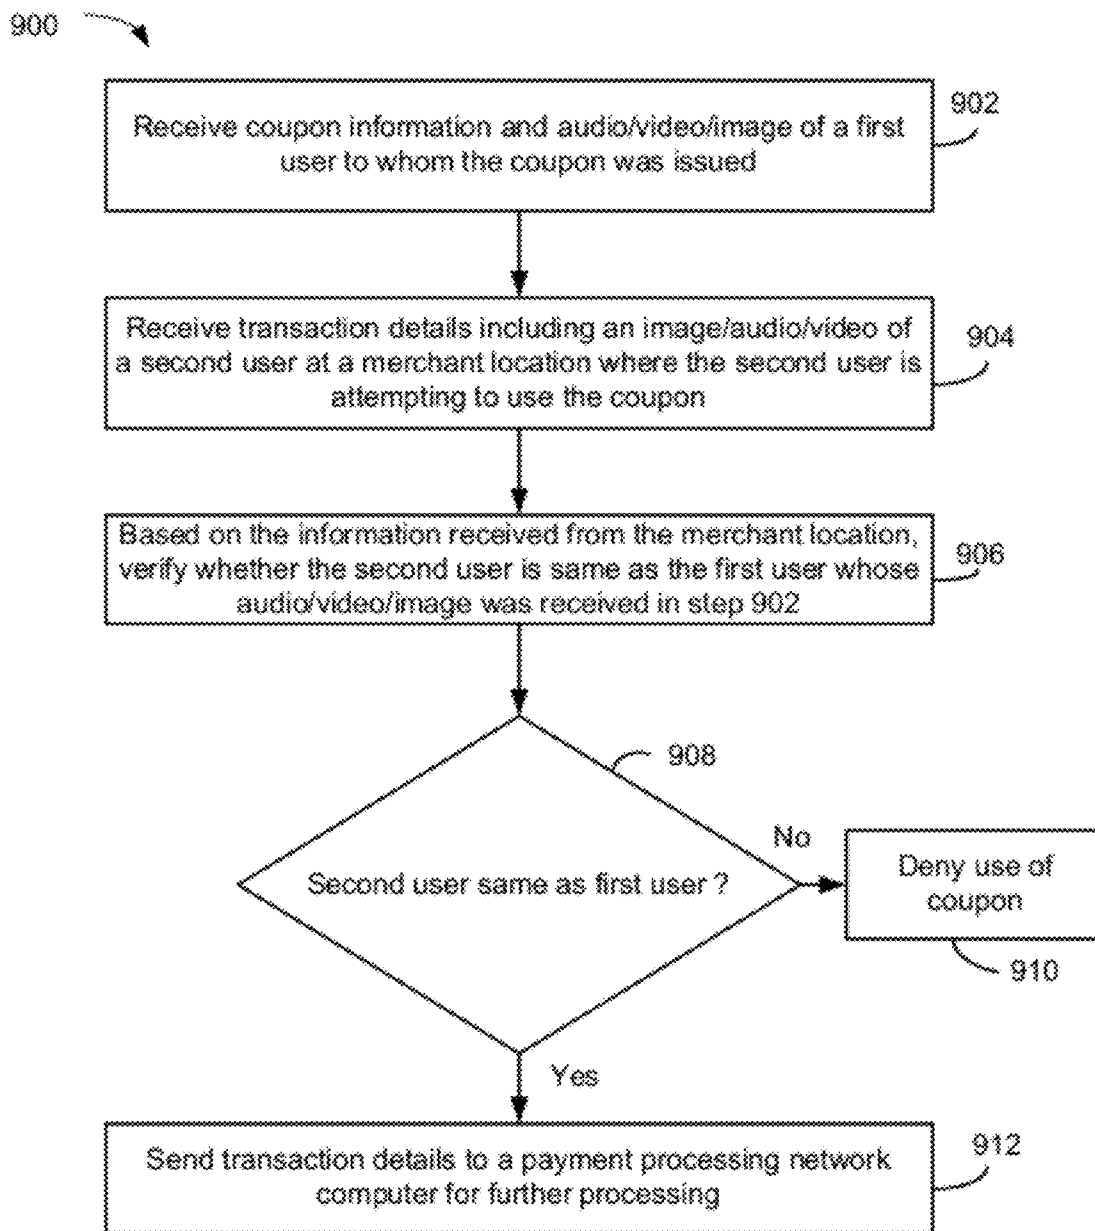 900
902
Receive coupon information and audio/video/image of a first
user to whom the coupon was issued
Receive transaction details including an image/audio/video of
a second user at a merchant location where the second user is
attempting to use the coupon
904
Based on the information received from the merchant location,
verify whether the second user is same as the first user whose
audio/video/image was received in step 902
906
908
No
Second user same as first user ?
Deny use of
coupon
910
Yes
Send transaction details to a payment processing network
computer for further processing
912